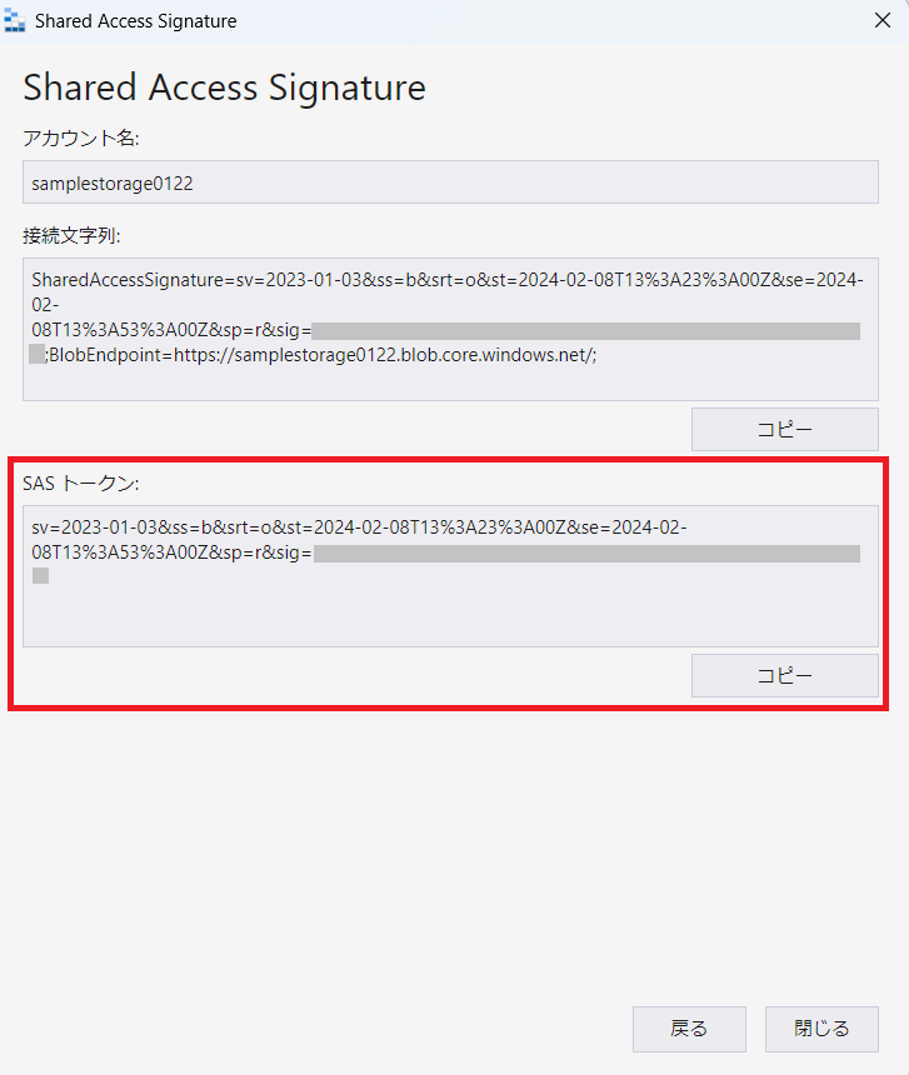 Shared Access Signature
Shared Access Signature
アカウント名:
samplestorage0122
接続文字列:
SharedAccessSignature=sv=2023-01-03&ss=b&srt=o&st=2024-02-08T13%3A23%3A00Z&se=2024-
02-
08T13%3A53%3A00Z&sp=r&sig=
;BlobEndpoint=https://samplestorage0122.blob.core.windows.net/;
コピー
SAS トークン:
sv=2023-01-03&ss=b&srt=o&st=2024-02-08T13%3A23%3A00Z&se=2024-02-
08T13%3A53%3A00Z&sp=r&sig=
コピー
戻る
閉じる